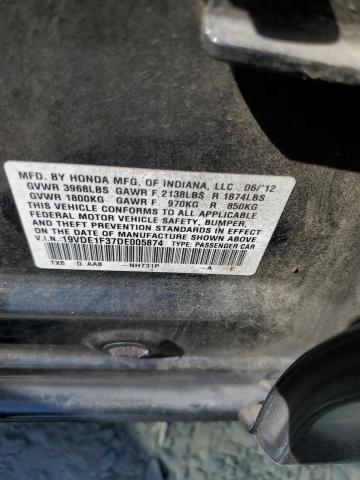 MFD. BY HONDA MFG. OF INDIANA, LLC 06/'12
GVWR 3968LBS GAWR F 2138LBS R 1874LBS
GVWR 1800KG GAWR F 970KG R 850KG
THIS VEHICLE CONFORMS TO ALL APPLICABLE
FEDERAL MOTOR VEHICLE SAFETY, BUMPER,
AND THEFT PREVENTION STANDARDS IN EFFECT
ON THE DATE OF MANUFACTURE SHOWN ABOVE.
V.I.N.:19VDE1F37DE005874 TYPE: PASSENGER CAR
TX6 D AA8 -NH731P -A E